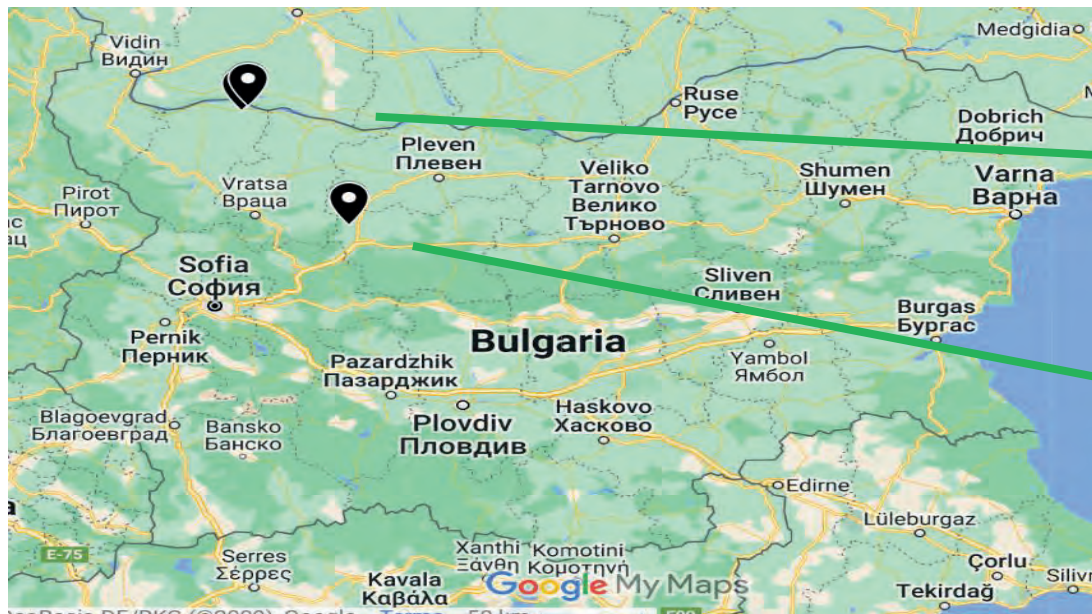 Medgidia
Vidin
Видин
Ruse
Русе
Dobrich
Добрич
Pleven
Плевен
Veliko
Tarnovo
Велико
Търново
Shumen
Шумен
Varna
Варна
Vratsa
Враца
Pirot
Пирот
Sofia
София
Sliven
Сливен
Burgas
Бургас
Pernik
Перник
Bulgaria
Yambol
Ямбол
Pazardzhik
Пазарджик
Plovdiv
Пловдив
Haskovo
Хасково
Blagoevgrad
Благоевград
Bansko
Банско
Edirne
Lüleburgaz
E-75
Serres
Σέρρες
Xanthi
Ξάνθη
Komotini
Κομοτηνή
Kavala
Καβάλα
Google My Maps
Çorlu
Tekirdağ